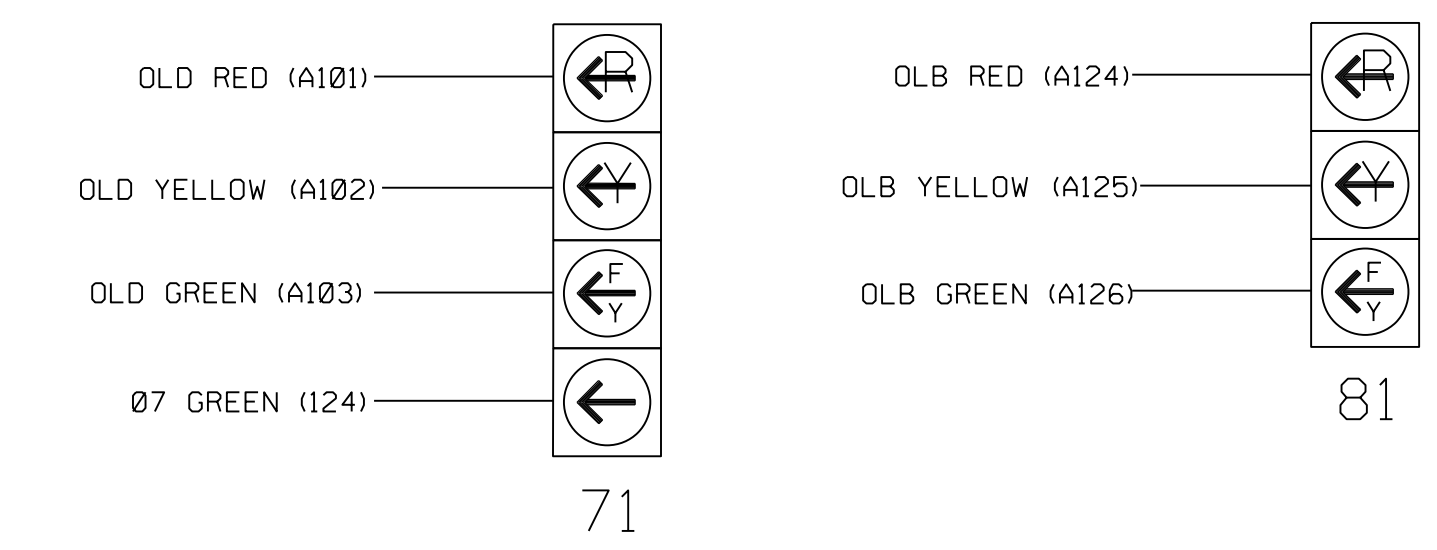 OLD RED (A101)
R
OLD YELLOW (A102)
Y
OLD GREEN (A103)
F
Y
Ø7 GREEN (124)
71
OLB RED (A124)
R
OLB YELLOW (A125)
Y
OLB GREEN (A126)
F
Y
81